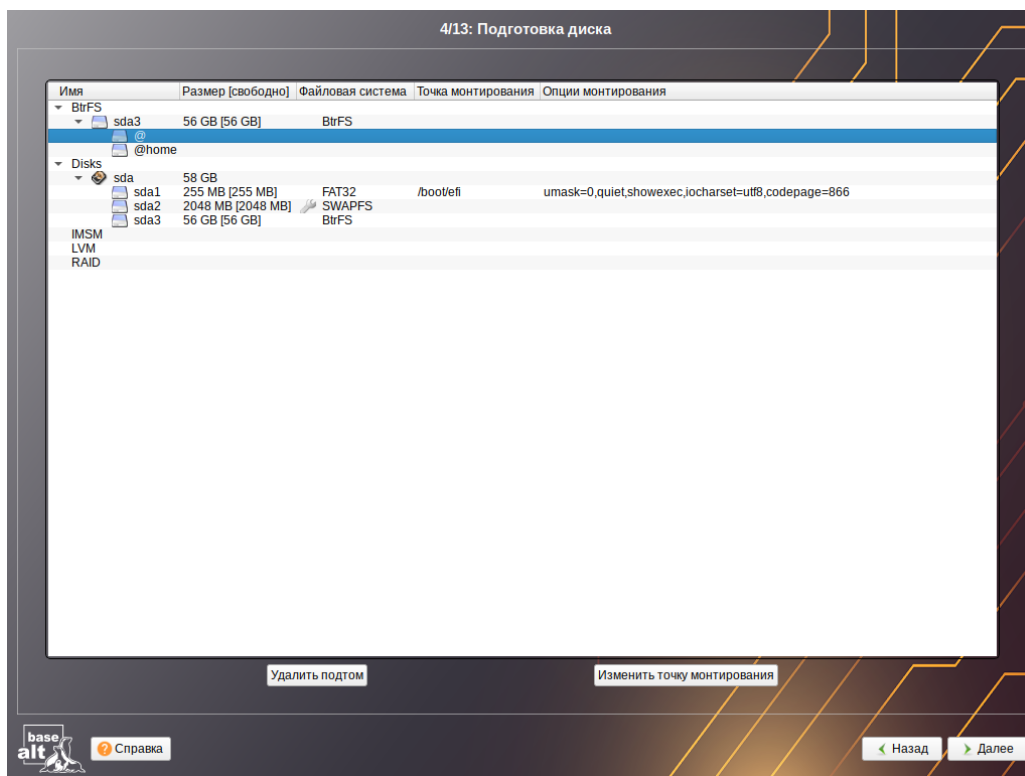 4/13: Подготовка диска
Имя Размер [свободно] Файловая система Точка монтирования Опции монтирования
BtrFS
sda3 56 GB [56 GB] BtrFS
@
@home
Disks
sda 58 GB
sda1 255 MB [255 MB] FAT32 /boot/efi umask=0,quiet,showexec,iocharset=utf8,codepage=866
sda2 2048 MB [2048 MB] SWAPFS
sda3 56 GB [56 GB] BtrFS
IMSM
LVM
RAID
Удалить подтом Изменить точку монтирования
base
alt
Справка Назад Далее